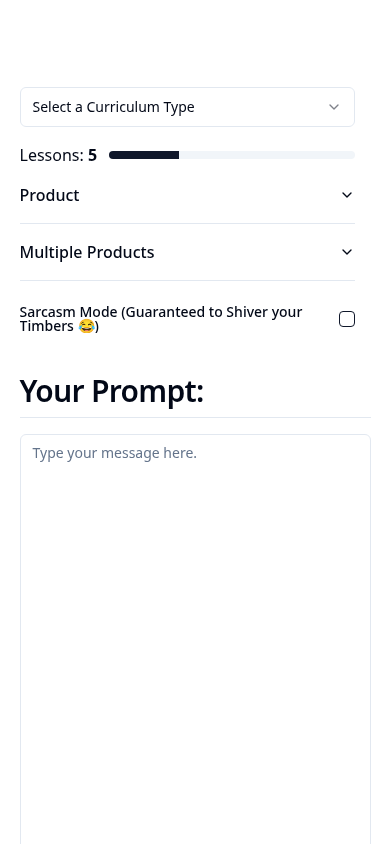 Select a Curriculum Type
Lessons: 5
Product
Multiple Products
Sarcasm Mode (Guaranteed to Shiver your
Timbers 😂)
Your Prompt:
Type your message here.